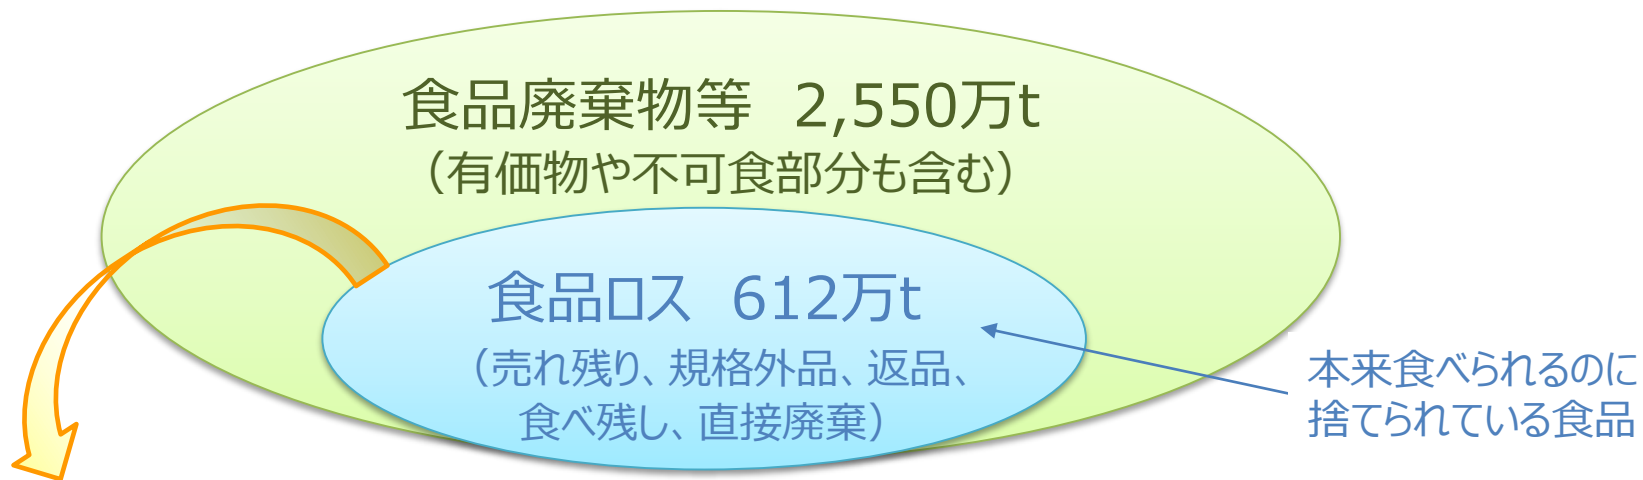 食品廃棄物等　2,550万t
（有価物や不可食部分も含む）
食品ロス　612万t
（売れ残り、規格外品、返品、
食べ残し、直接廃棄）
本来食べられるのに
捨てられている食品